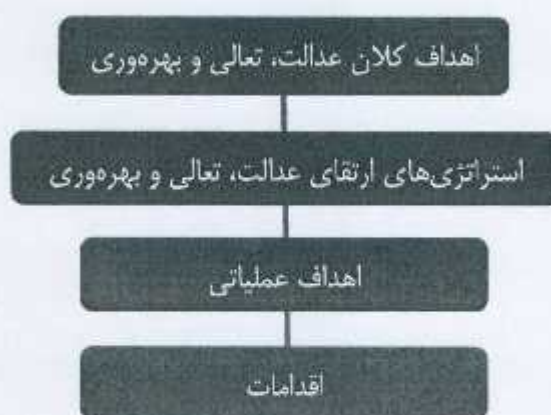 اهداف کلان عدالت، تعالی و بهره‌وری
استراتژی‌های ارتقای عدالت، تعالی و بهره‌وری
اهداف عملیاتی
اقدامات